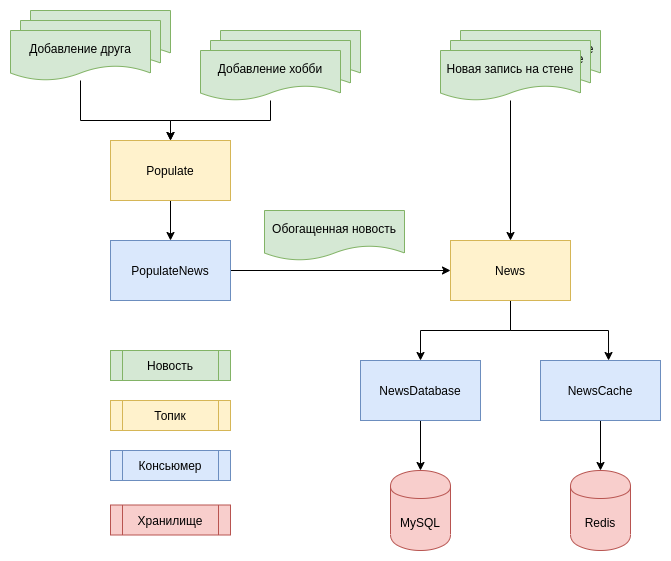 Добавление друга
Добавление хобби
Новая запись на стене
Populate
Обогащенная новость
PopulateNews
News
Новость
Топик
Консьюмер
Хранилище
NewsDatabase
NewsCache
MySQL
Redis